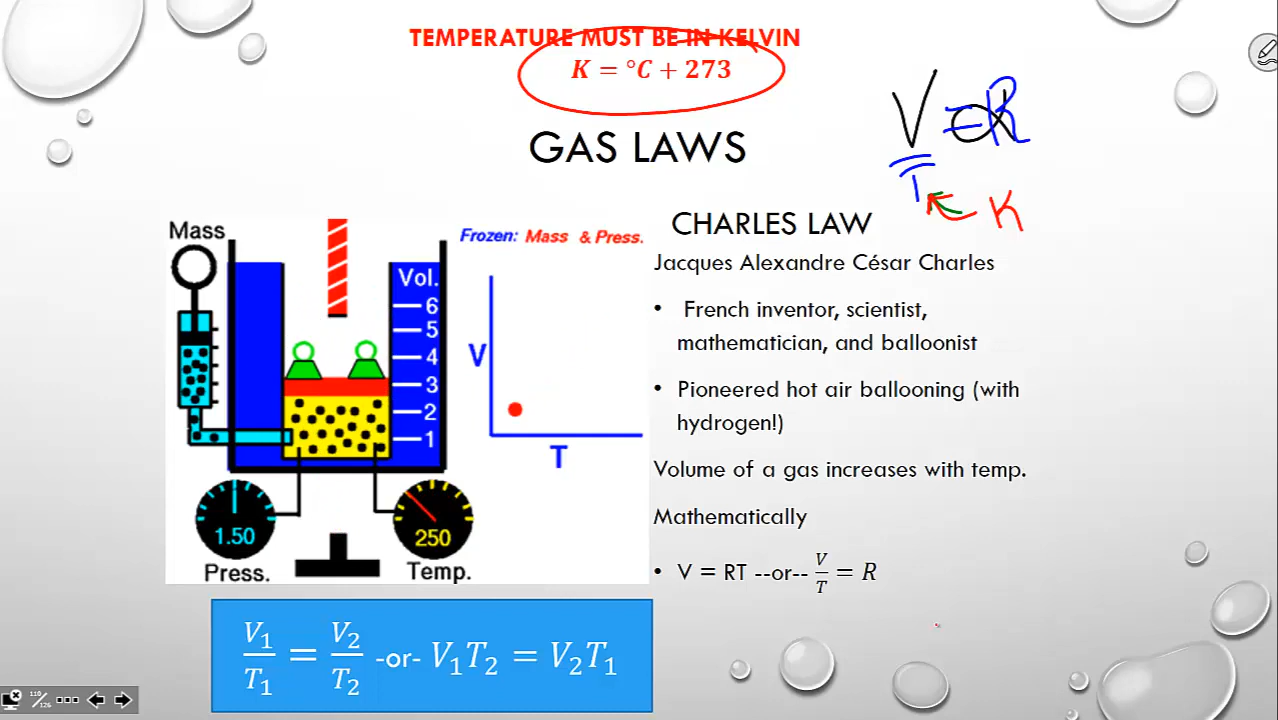 TEMPERATURE MUST BE IN KELVIN
K = °C + 273
GAS LAWS
V = R
T
K
Mass
Vol.
6
5
4
3
2
1
1.50
Press.
250
Temp.
Frozen: Mass & Press.
V
T
CHARLES LAW
Jacques Alexandre César Charles
• French inventor, scientist,
mathematician, and balloonist
• Pioneered hot air ballooning (with
hydrogen!)
Volume of a gas increases with temp.
Mathematically
• V = RT --or-- V/T = R
V₁/T₁ = V₂/T₂ -or- V₁T₂ = V₂T₁
110/126